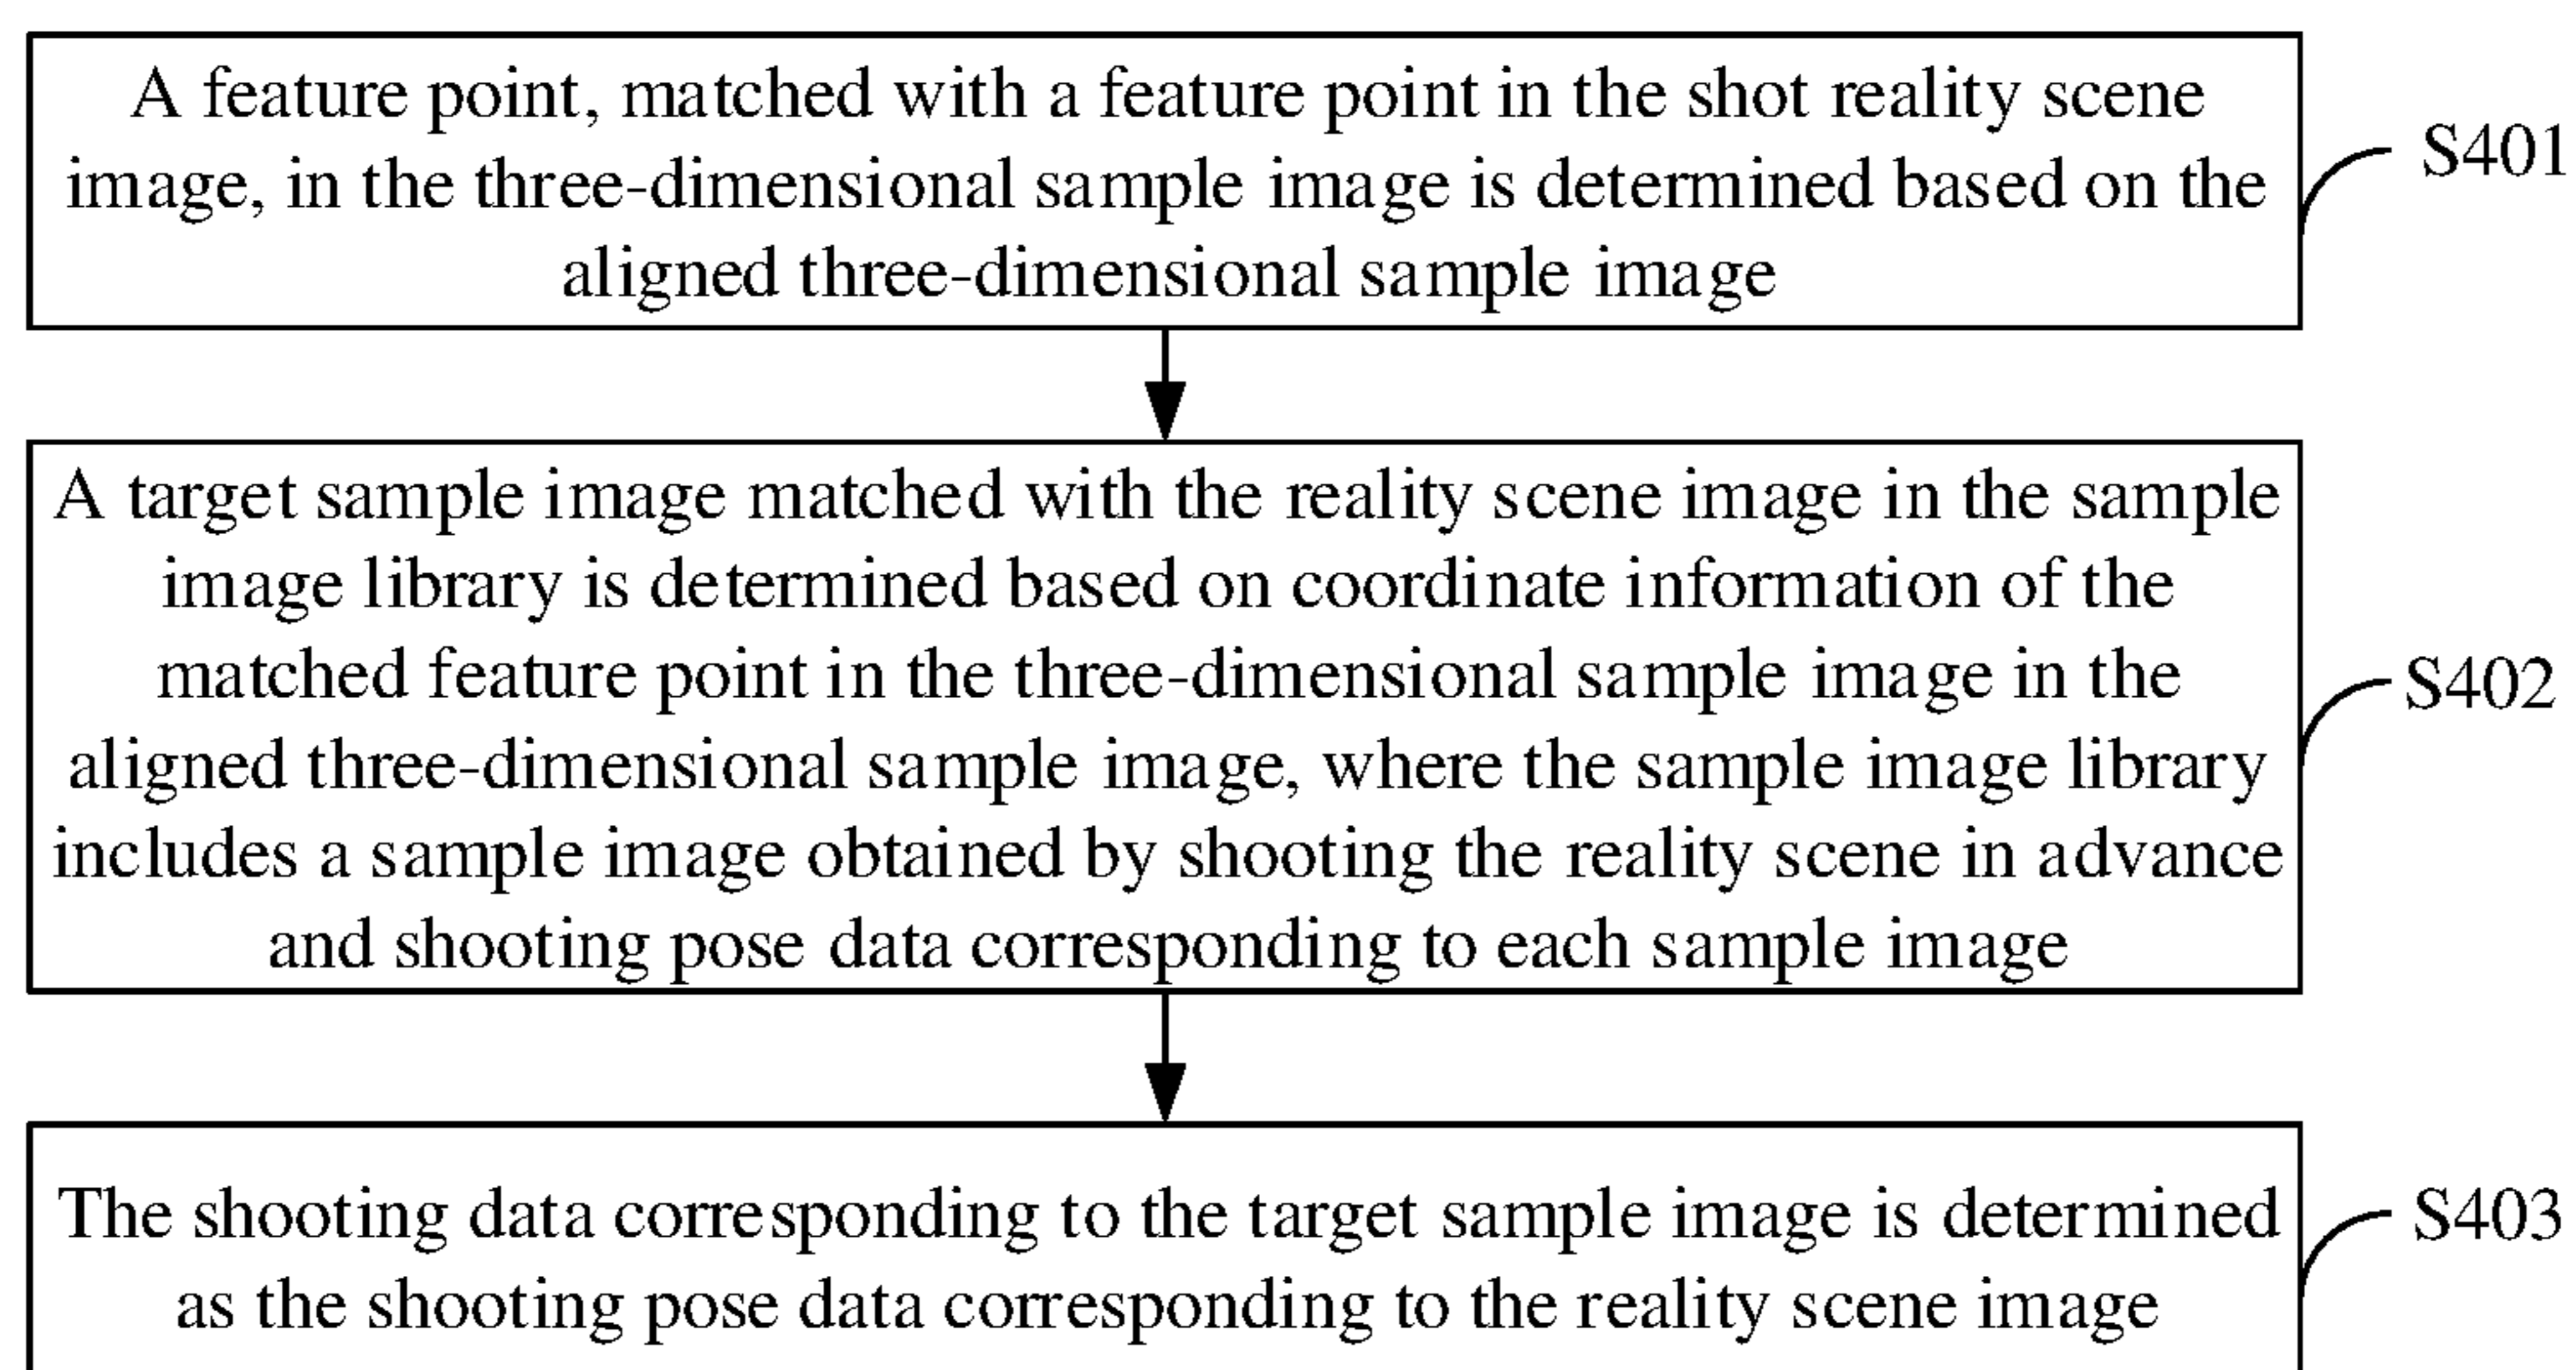 A feature point, matched with a feature point in the shot reality scene
image, in the three-dimensional sample image is determined based on the
aligned three-dimensional sample image
S401
A target sample image matched with the reality scene image in the sample
image library is determined based on coordinate information of the
matched feature point in the three-dimensional sample image in the
aligned three-dimensional sample image, where the sample image library
includes a sample image obtained by shooting the reality scene in advance
and shooting pose data corresponding to each sample image
S402
The shooting data corresponding to the target sample image is determined
as the shooting pose data corresponding to the reality scene image
S403